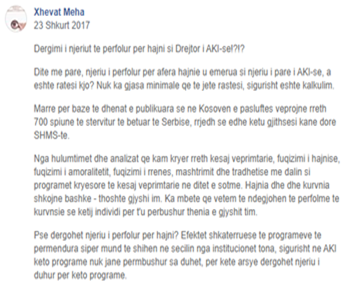 Xhevat Meha
23 Shkurt 2017
Dergimi i njeriut te perfolur per hajni si Drejtor i AKI-se!?!?
Dite me pare, njeriu i perfolur per afera hajnie u emerua si njeriu i pare i AKI-se, a
eshte ratesi kjo? Nuk ka gjasa minimale qe te jete rastesi, sigurisht eshte kalkulim.
Marre per baze te dhenat e publikuara se ne Kosoven e pasluftes veprojne rreth
700 spiune te stervitur te betuar te Serbise, rrjedh se edhe ketu gjithsesi kane dore
SHMS-te.
Nga hulumtimet dhe analizat qe kam kryer rreth kesaj veprimtarie, fuqizimi i hajnise,
fuqizimi i amoralitetit, fuqizimi i rrenes, mashtrimit dhe tradhetise me dalin si
programet kryesore te kesaj veprimtarie ne ditet e sotme. Hajnia dhe dhe kurvnia
shkojne bashke - thoshte gjyshi im. Ka mbete qe vetem te ndegjohen te perfolme te
kurvnsie se ketij individi per t'u perbushur thenia e gjyshit tim.
Pse dergohet njeriu i perfolur per hajni? Efektet shkaterruese te programeve te
permendura siper mund te shihen ne secilin nga institucionet tona, sigurisht ne AKI
keto programe nuk jane permbushur sa duhet, per kete arsye dergohet njeriu i
duhur per keto programe.